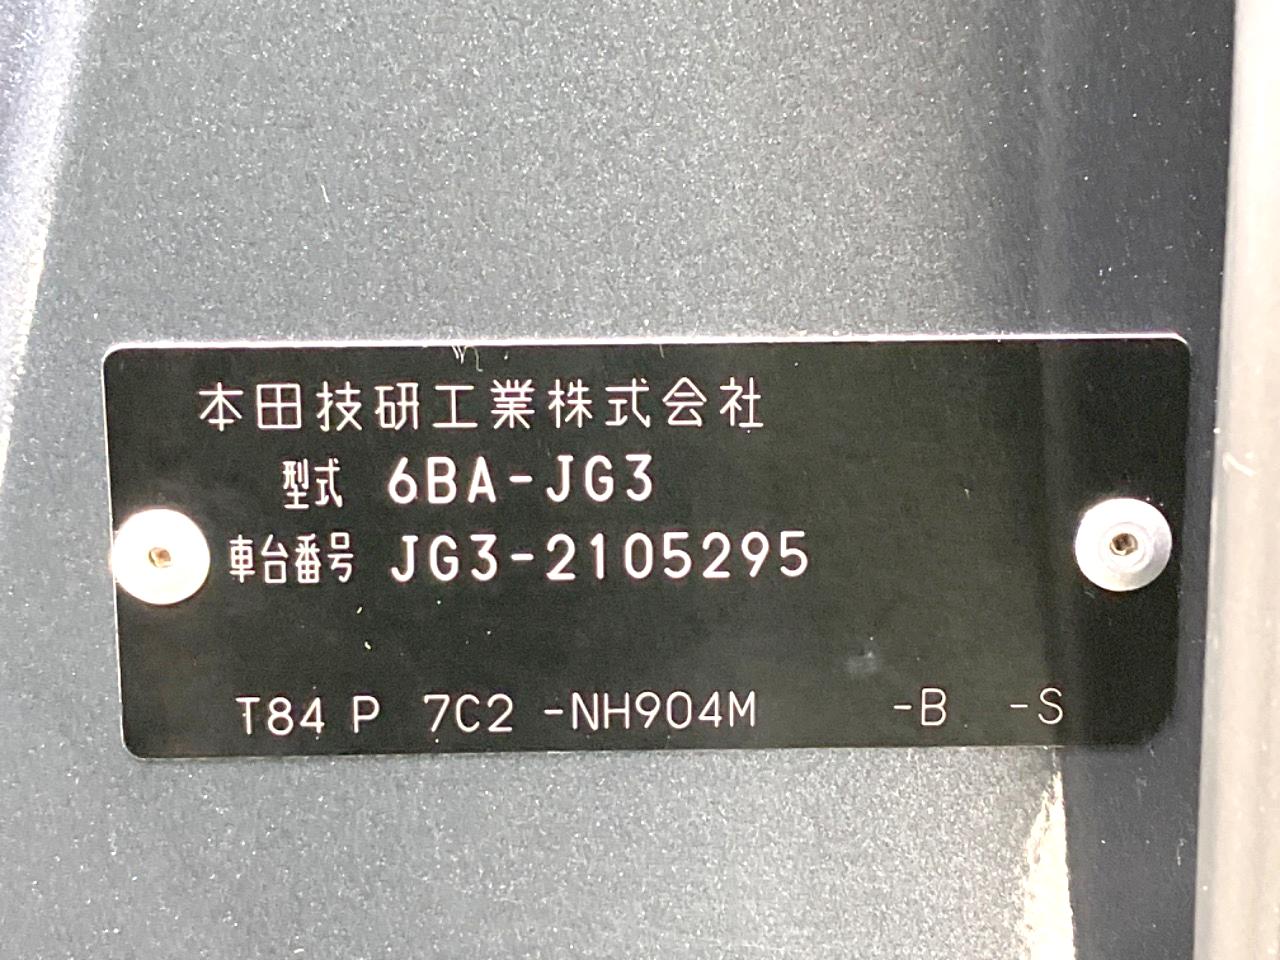 本田技研工業株式会社
型式 6BA-JG3
車台番号 JG3-2105295
T84 P 7C2 -NH904M -B -S